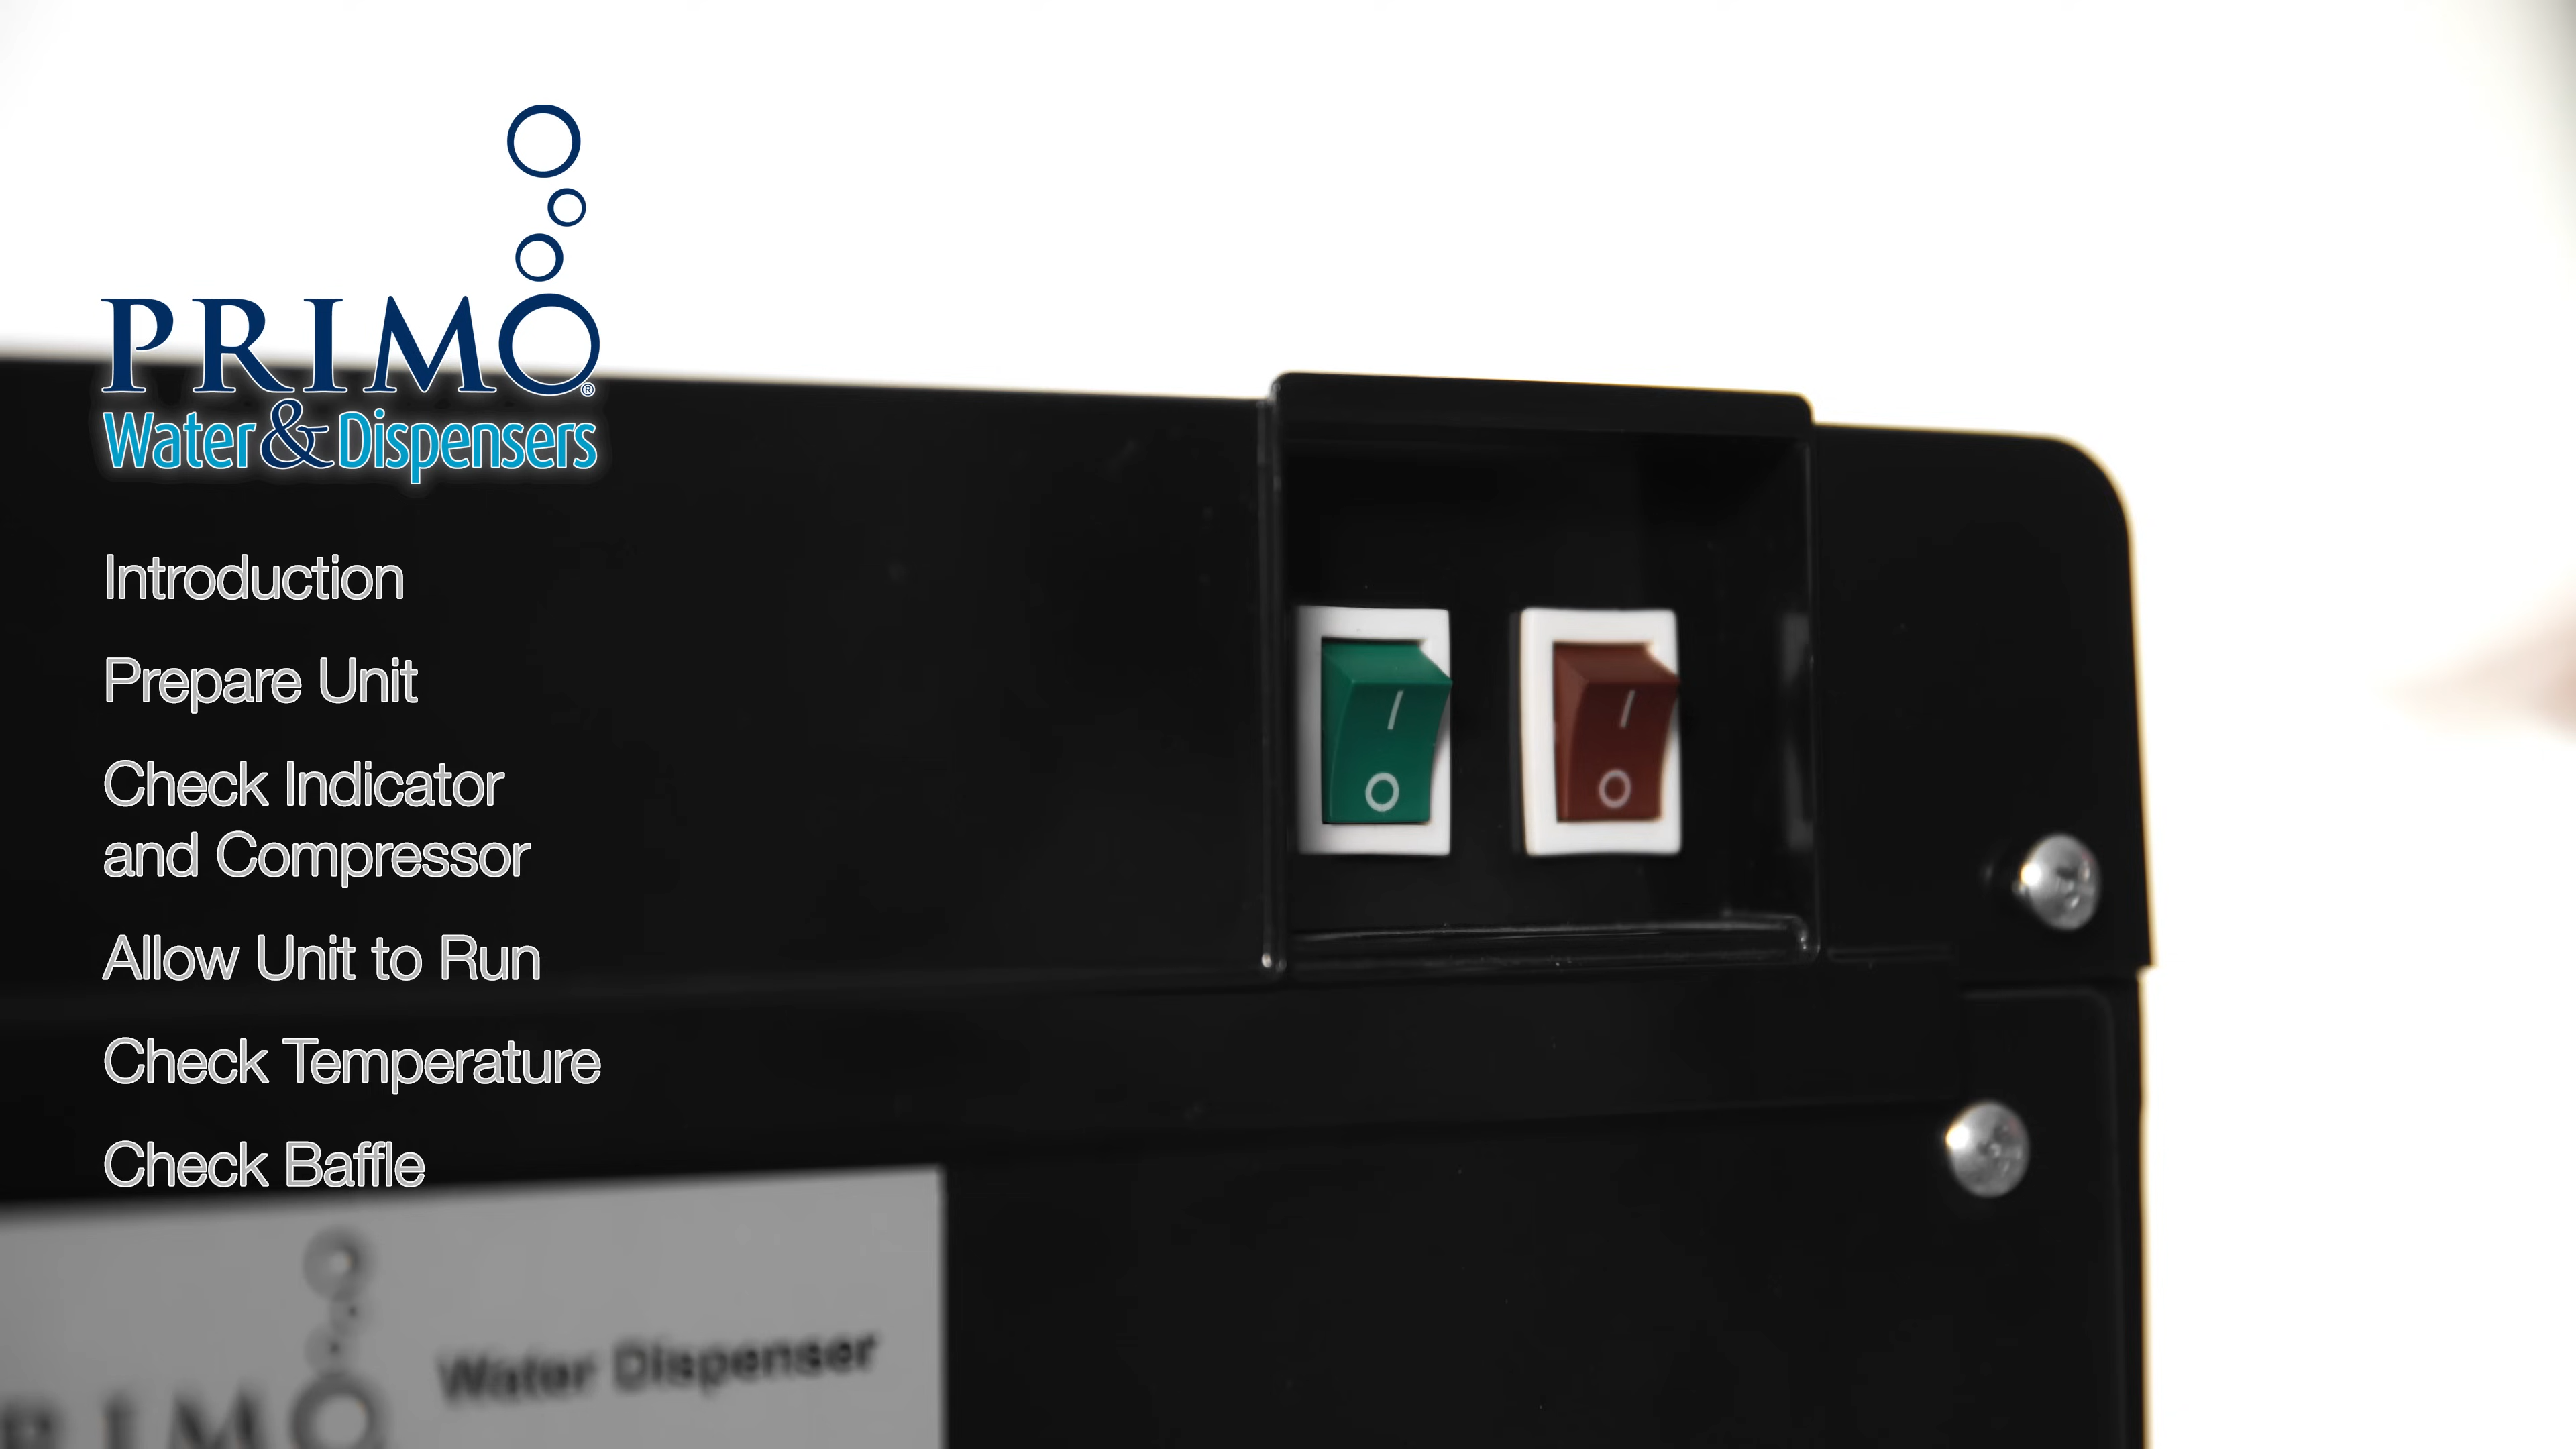 PRIMO®
Water & Dispensers
Introduction
Prepare Unit
Check Indicator
and Compressor
Allow Unit to Run
Check Temperature
Check Baffle
RIMO
Water Dispenser